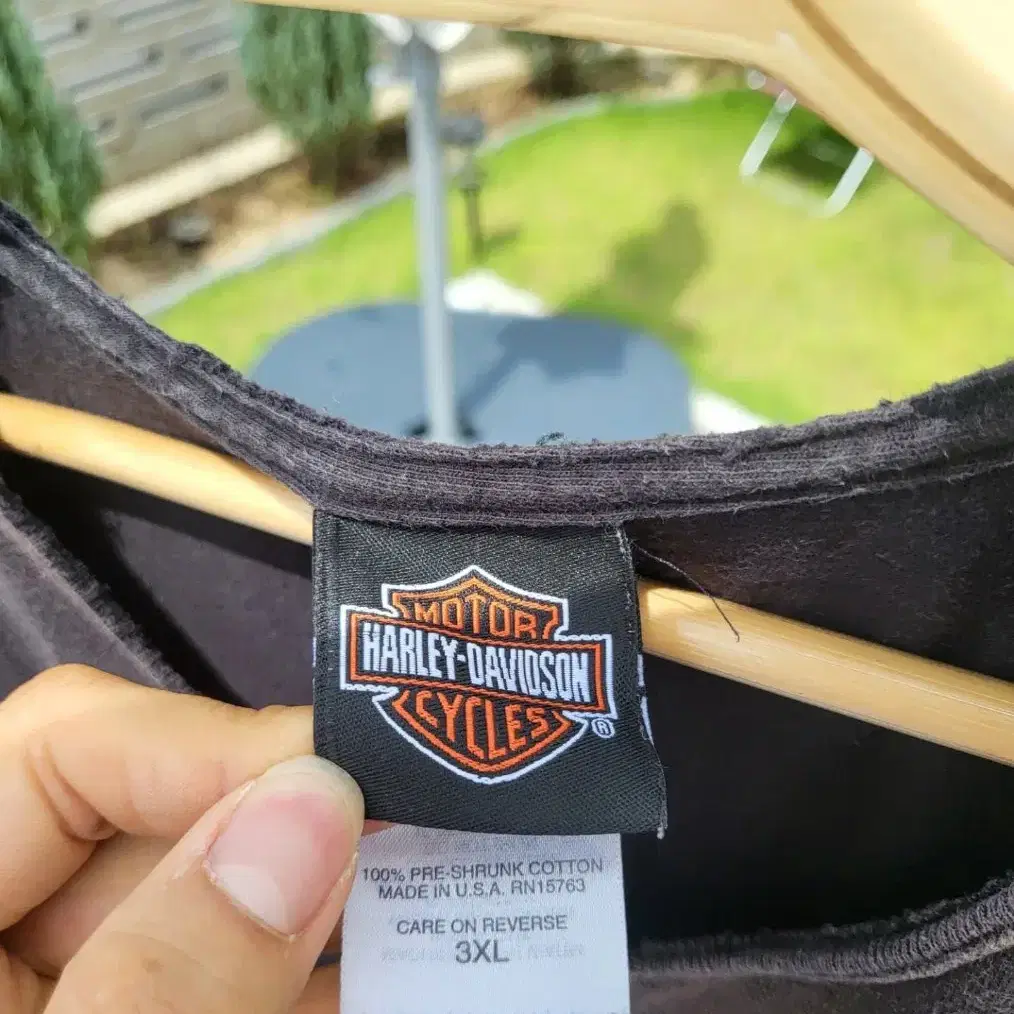 MOTOR
HARLEY-DAVIDSON
CYCLES
®
100% PRE-SHRUNK COTTON
MADE IN U.S.A. RN15763
CARE ON REVERSE
3XL